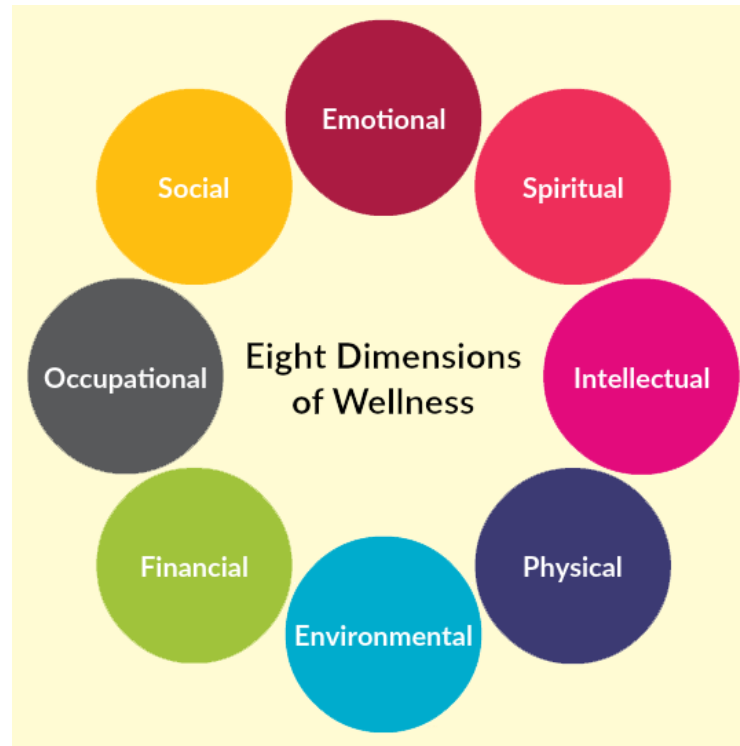 Emotional
Social
Spiritual
Eight Dimensions
of Wellness
Occupational
Intellectual
Financial
Physical
Environmental